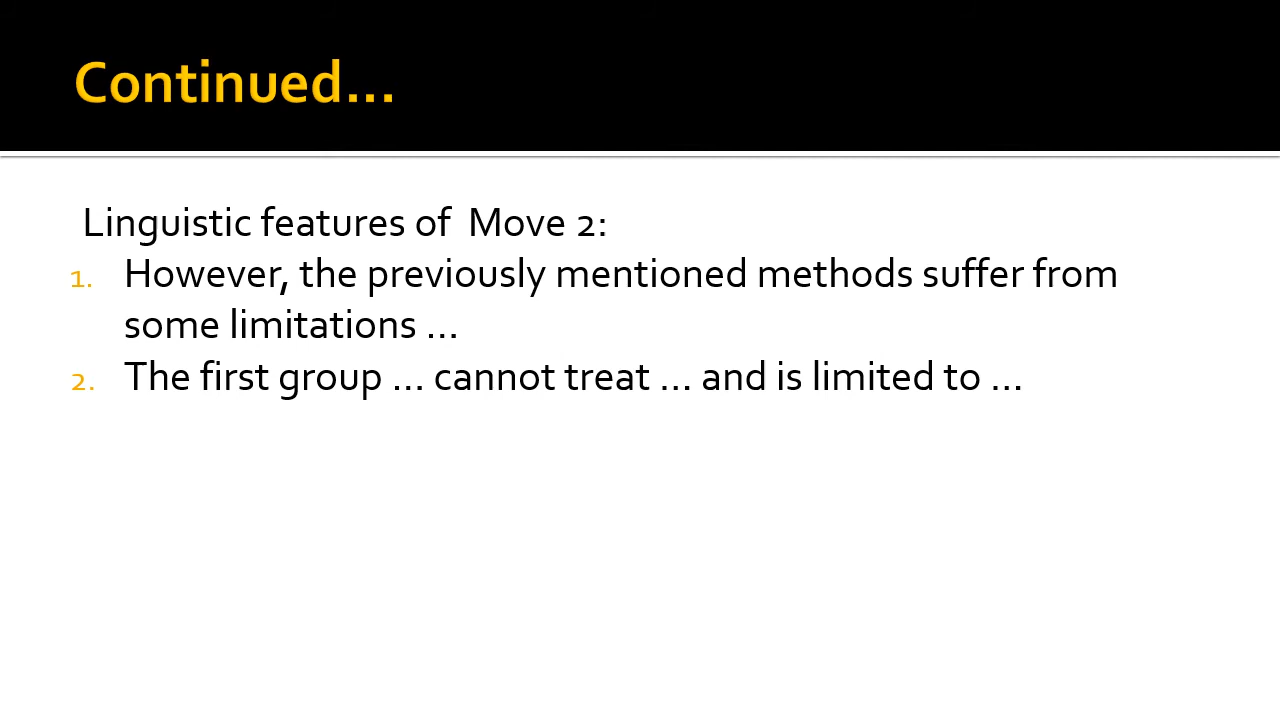 Continued...
Linguistic features of  Move 2:
1. However, the previously mentioned methods suffer from
some limitations ...
2. The first group ... cannot treat ... and is limited to ...